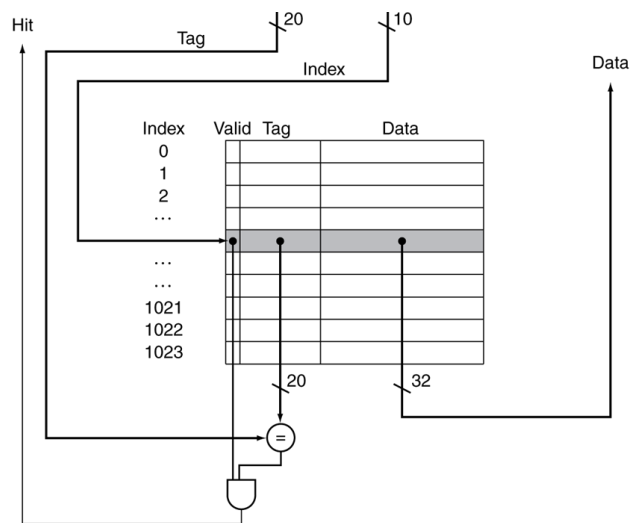 Hit
20
10
Tag
Index
Data
Index Valid Tag Data
0
1
2
...
...
...
1021
1022
1023
20
32
=